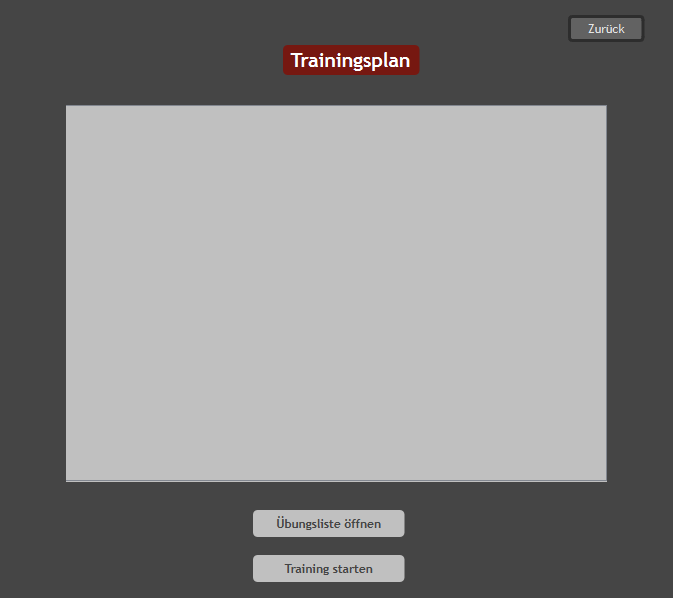 Zurück
Trainingsplan
Übungsliste öffnen
Training starten